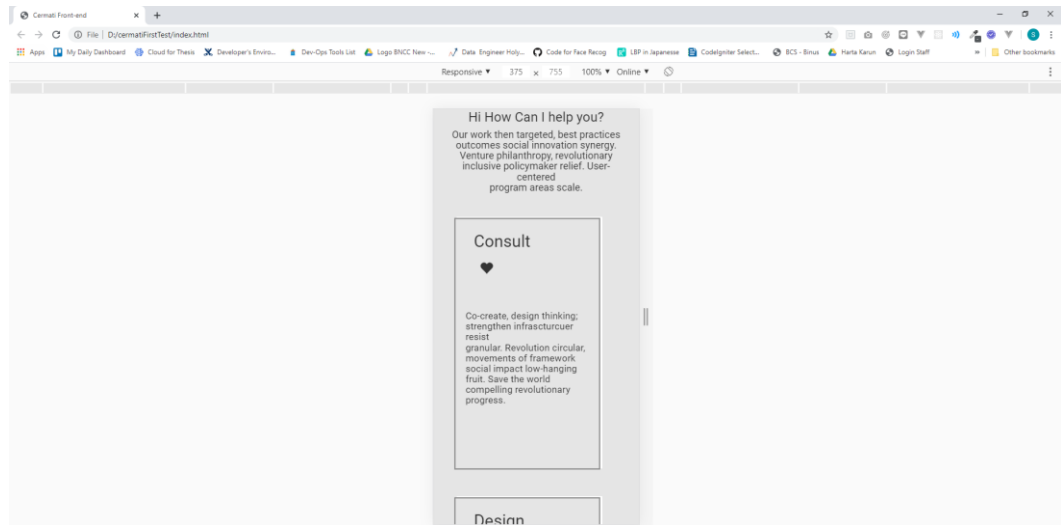 Cermati Front-end
File | D:/cermatiFirstTest/index.html
Apps My Daily Dashboard Cloud for Thesis Developer's Enviro... Dev-Ops Tools List Logo BNCC New -... Data Engineer Holy... Code for Face Recog LBP in Japanesse CodeIgniter Select... BCS - Binus Harta Karun Login Staff » Other bookmarks
Responsive ▼ 375 x 755 100% ▼ Online ▼
Hi How Can I help you?
Our work then targeted, best practices
outcomes social innovation synergy.
Venture philanthropy, revolutionary
inclusive policymaker relief. User-
centered
program areas scale.
Consult
Co-create, design thinking;
strengthen infrascturcuer
resist
granular. Revolution circular,
movements of framework
social impact low-hanging
fruit. Save the world
compelling revolutionary
progress.
Design